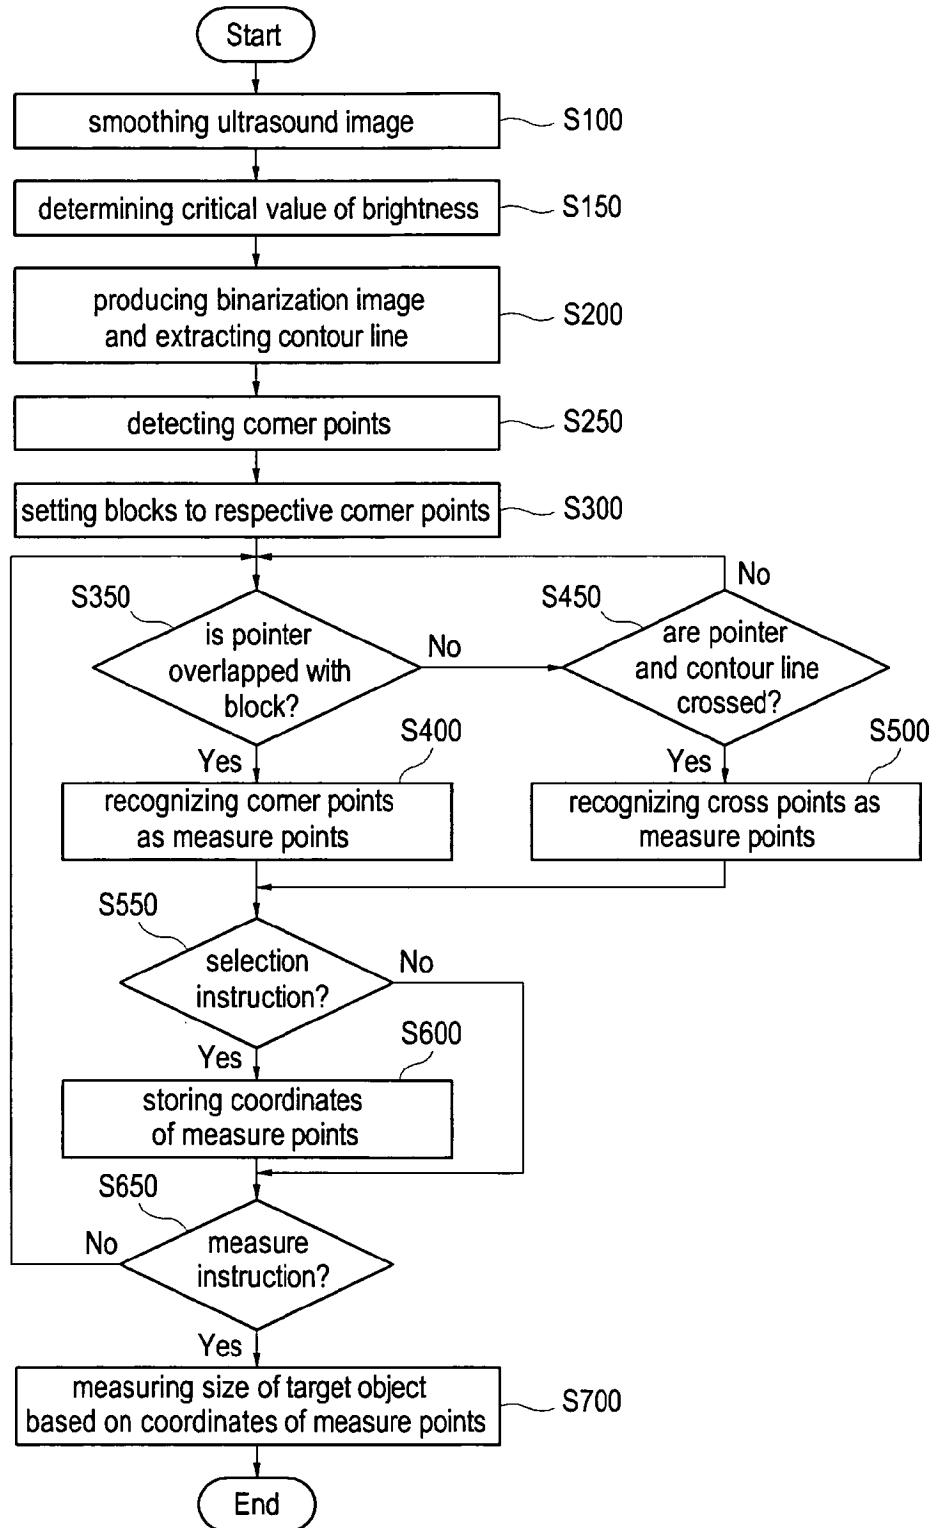 Start
smoothing ultrasound image
S100
determining critical value of brightness
S150
producing binarization image
and extracting contour line
S200
detecting corner points
S250
setting blocks to respective corner points
S300
S350
is pointer
overlapped with
block?
No
S450
are pointer
and contour line
crossed?
No
Yes
S400
recognizing corner points
as measure points
Yes
S500
recognizing cross points as
measure points
S550
selection
instruction?
No
Yes
S600
storing coordinates
of measure points
S650
measure
instruction?
No
Yes
measuring size of target object
based on coordinates of measure points
S700
End